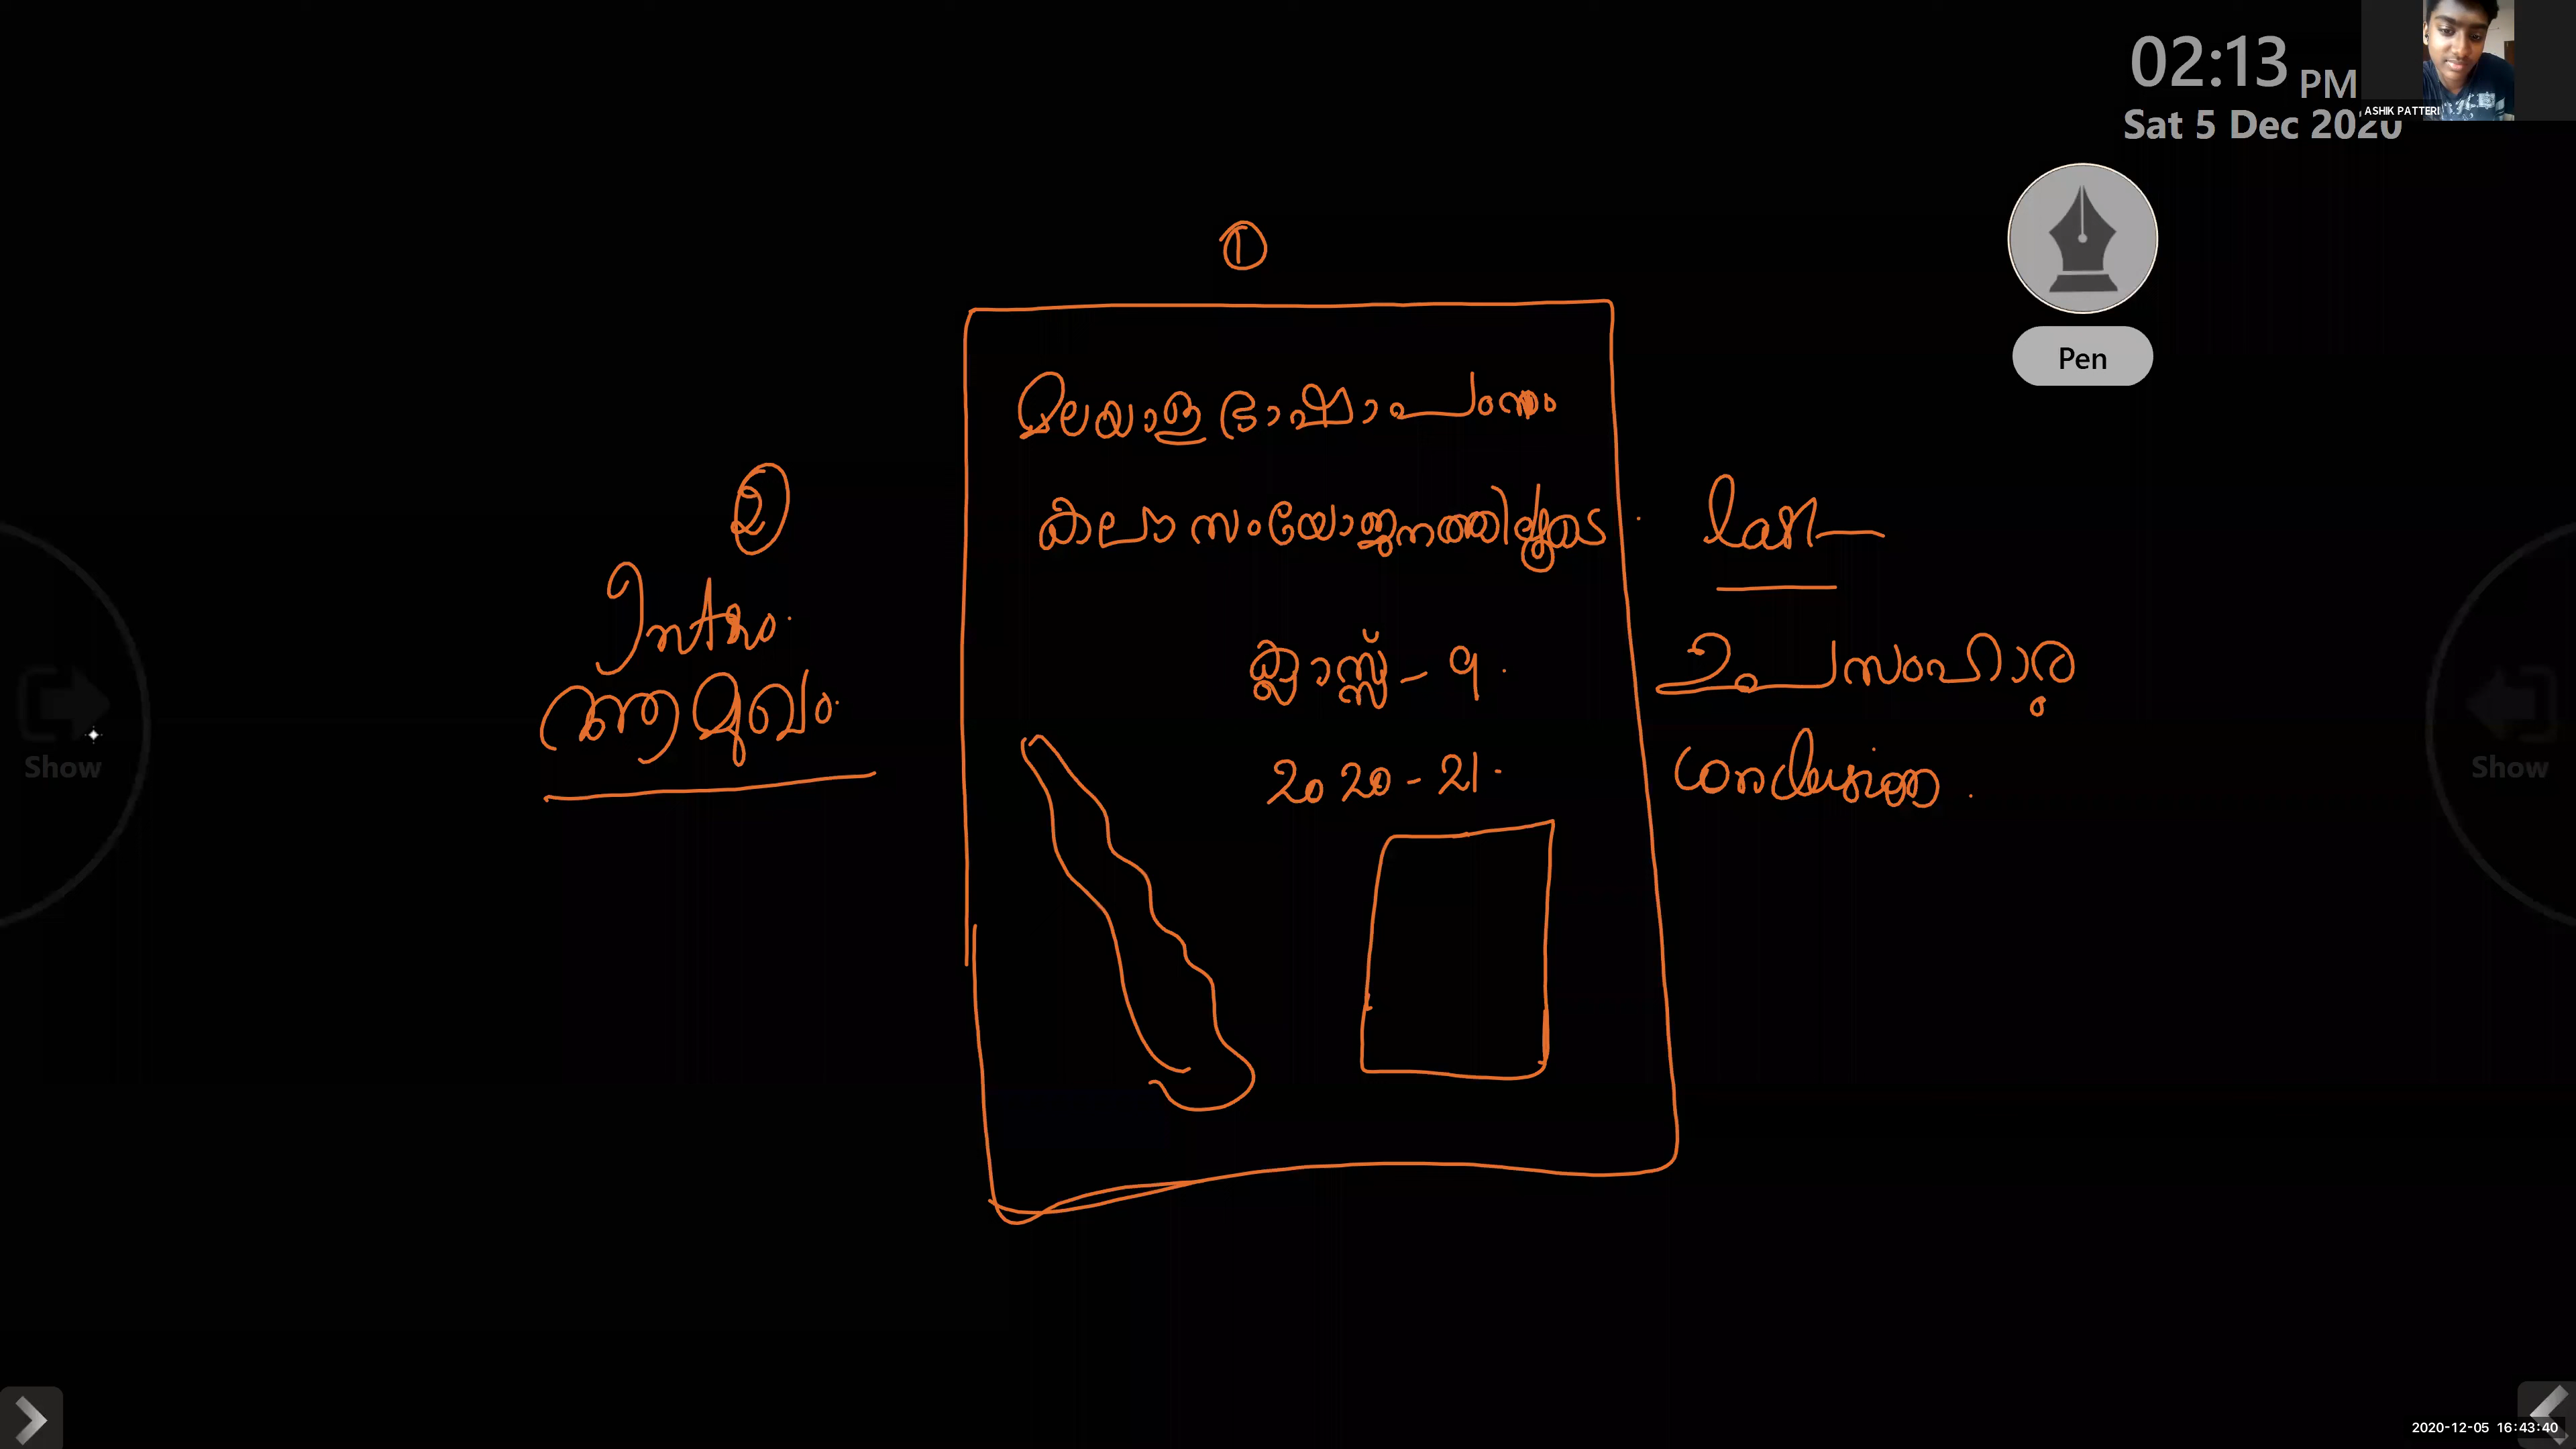 02:13 PM
Sat 5 Dec 2020
ASHIK PATTERI
Pen
①
മലയാള ഭാഷാപഠനം
കലാസംയോജനത്തിലൂടെ.
ക്ലാസ്സ് - 9.
2020-21.
②
Intro.
ആമുഖം.
last
ഉപസംഹാരം
Conclusion.
Show
Show
2020-12-05 16:43:40